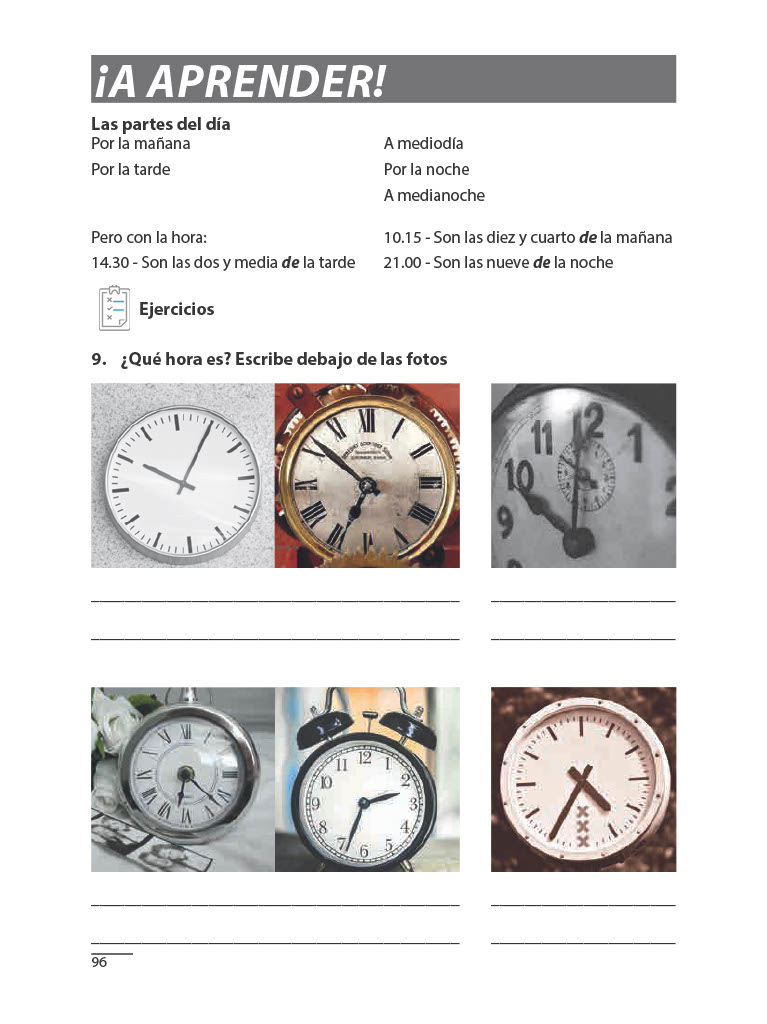 ¡A APRENDER!
Las partes del día
Por la mañana
A mediodía
Por la tarde
Por la noche
A medianoche
Pero con la hora:
10.15 - Son las diez y cuarto de la mañana
14.30 - Son las dos y media de la tarde
21.00 - Son las nueve de la noche
Ejercicios
9. ¿Qué hora es? Escribe debajo de las fotos
9
10
11
12
1
2
12
1
2
3
4
5
6
7
8
9
10
11
96